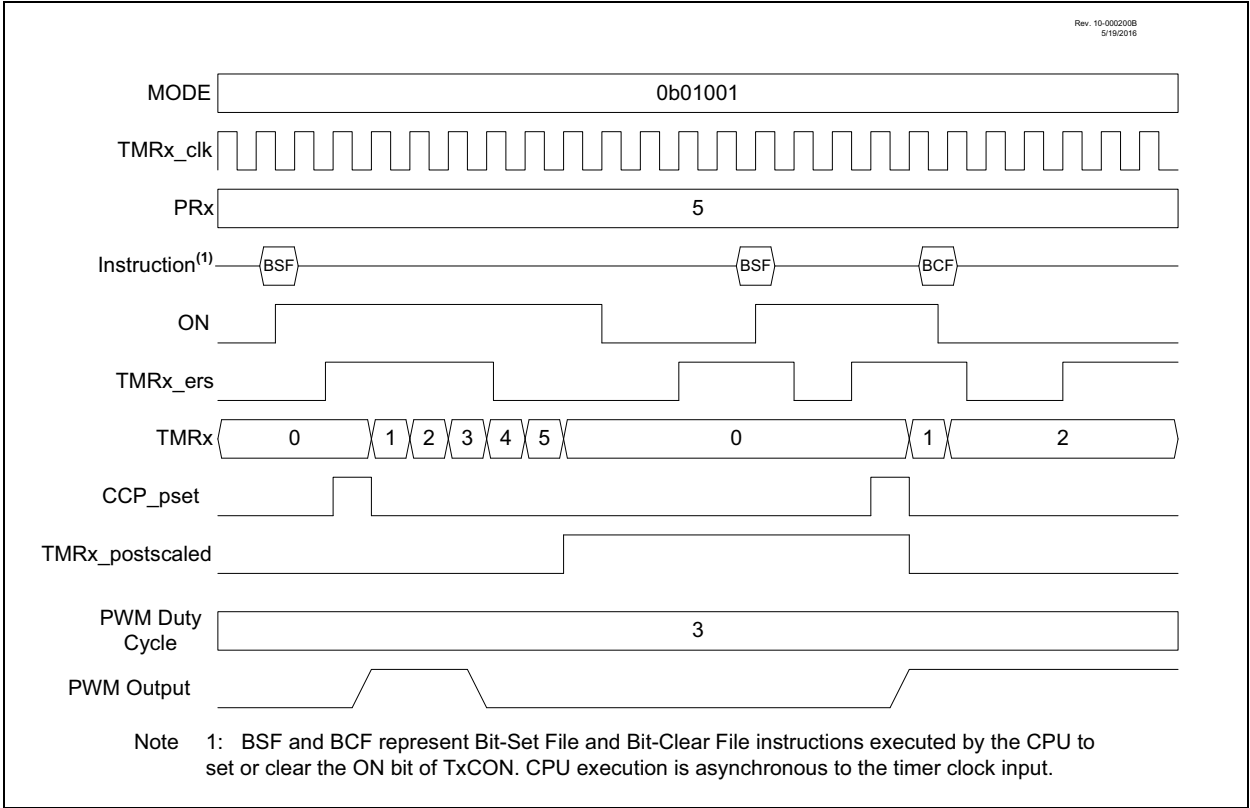 Rev. 10-000200B
5/19/2016
MODE 0b01001
TMRx_clk
PRx 5
Instruction(1) BSF BSF BCF
ON
TMRx_ers
TMRx 0 1 2 3 4 5 0 1 2
CCP_pset
TMRx_postscaled
PWM Duty
Cycle 3
PWM Output
Note 1: BSF and BCF represent Bit-Set File and Bit-Clear File instructions executed by the CPU to
set or clear the ON bit of TxCON. CPU execution is asynchronous to the timer clock input.